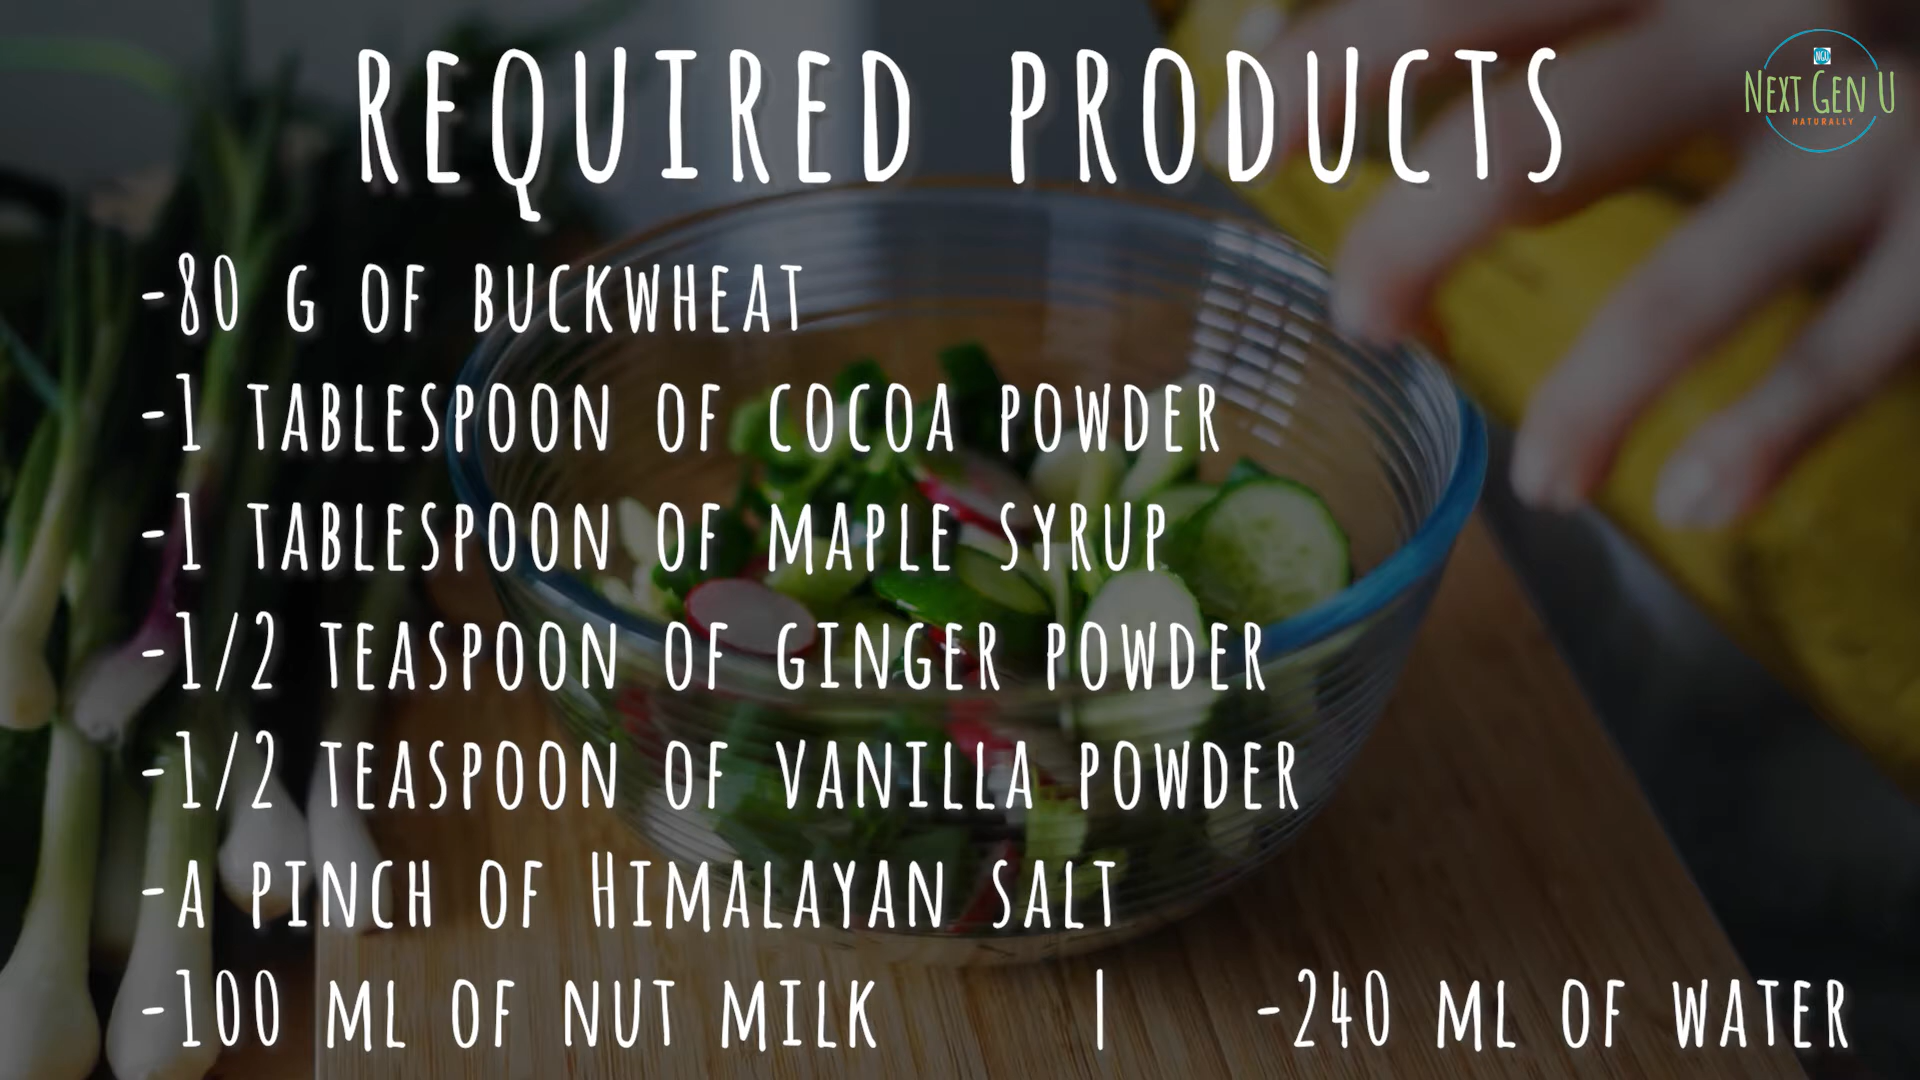 REQUIRED PRODUCTS
NGU
NEXT GEN U
NATURALLY
-80 G OF BUCKWHEAT
-1 TABLESPOON OF COCOA POWDER
-1 TABLESPOON OF MAPLE SYRUP
-1/2 TEASPOON OF GINGER POWDER
-1/2 TEASPOON OF VANILLA POWDER
-A PINCH OF HIMALAYAN SALT
-100 ML OF NUT MILK | -240 ML OF WATER